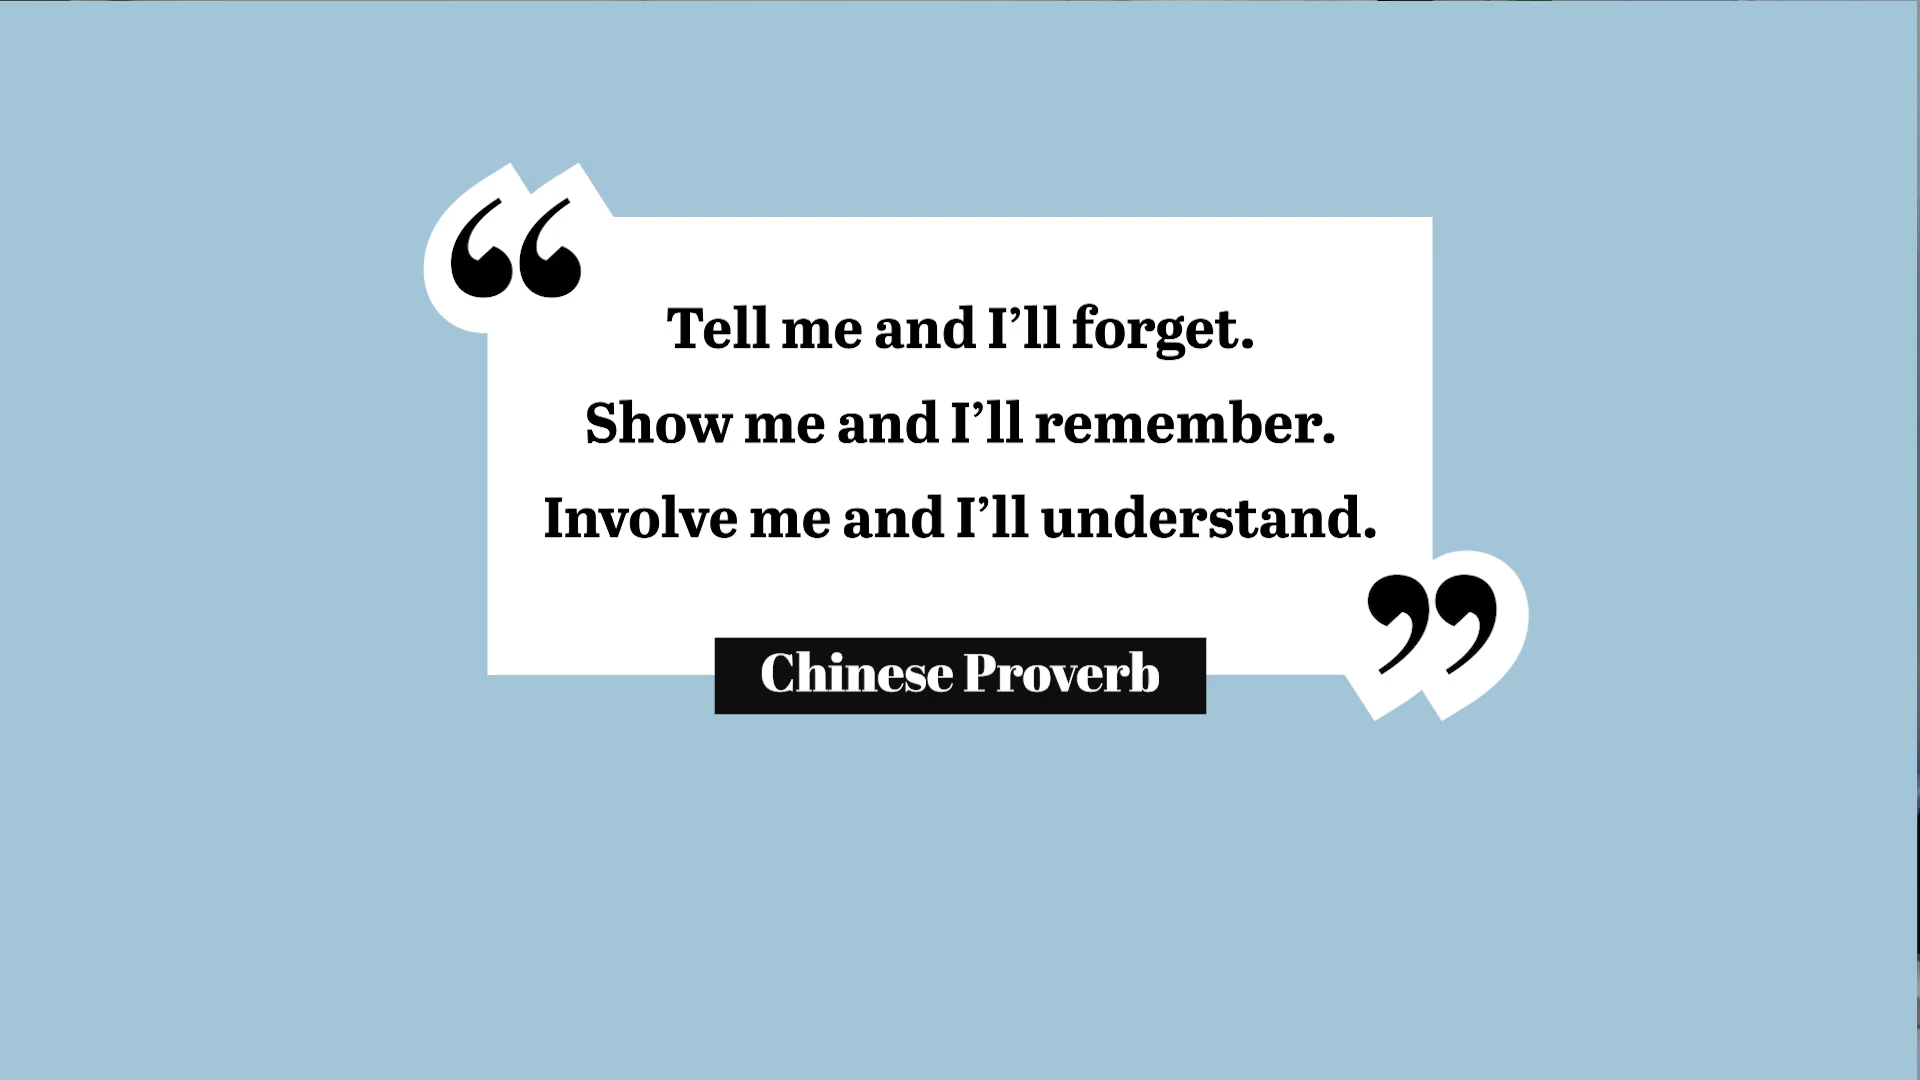 “
Tell me and I’ll forget.
Show me and I’ll remember.
Involve me and I’ll understand.
”
Chinese Proverb